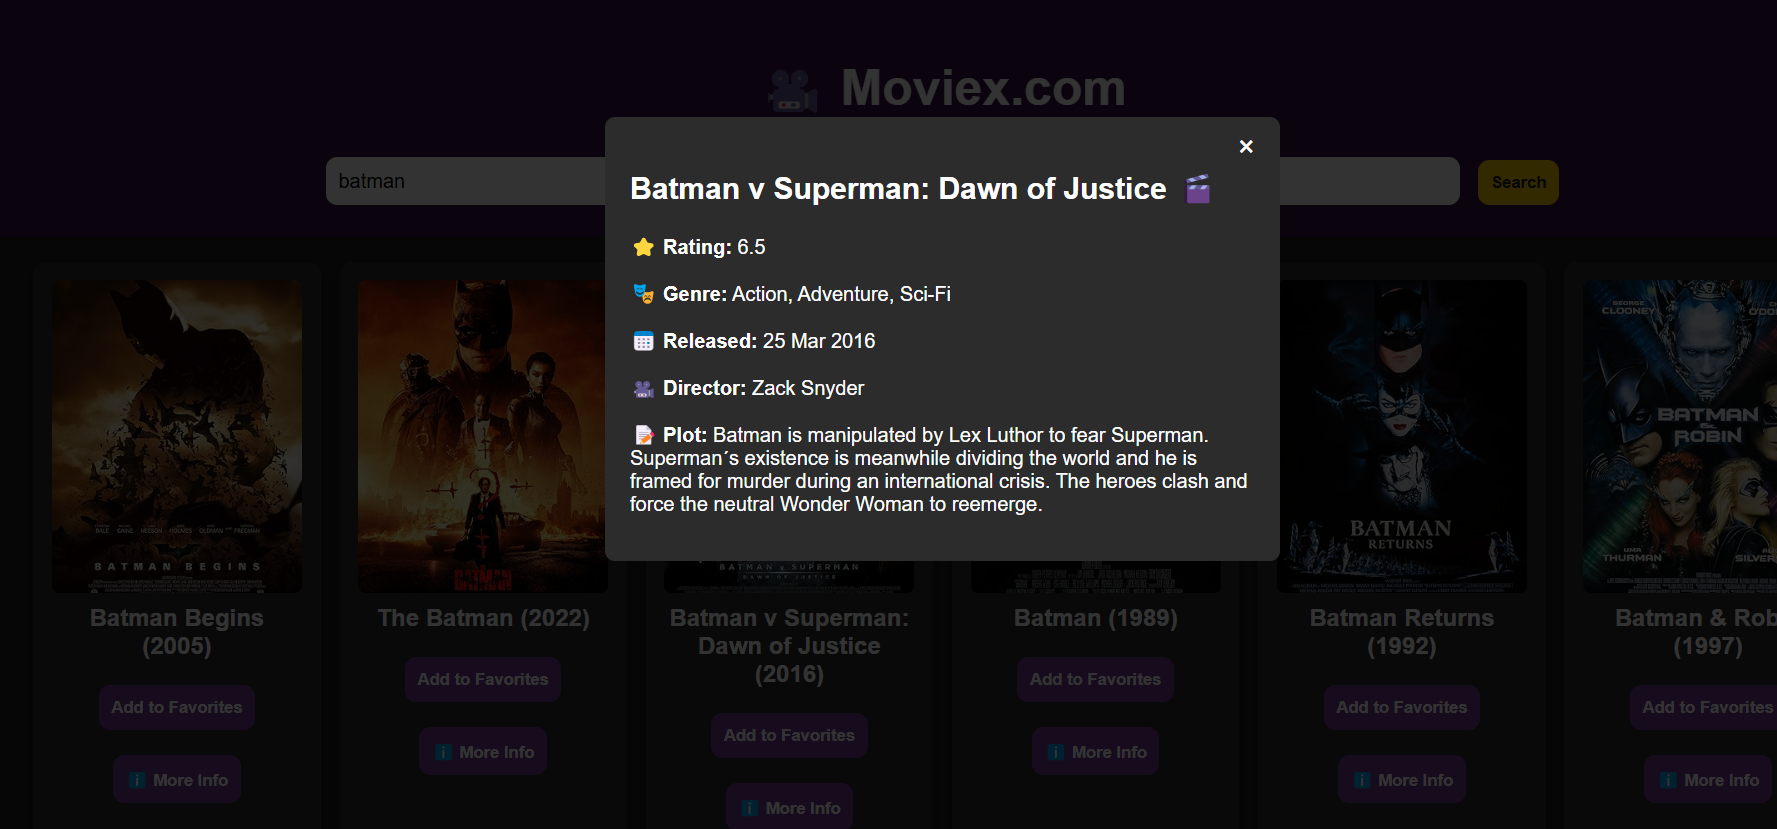 Moviex.com
batman
Search
×
Batman v Superman: Dawn of Justice
Rating: 6.5
Genre: Action, Adventure, Sci-Fi
Released: 25 Mar 2016
Director: Zack Snyder
Plot: Batman is manipulated by Lex Luthor to fear Superman.
Superman´s existence is meanwhile dividing the world and he is
framed for murder during an international crisis. The heroes clash and
force the neutral Wonder Woman to reemerge.
BATMAN BEGINS
Batman Begins
(2005)
Add to Favorites
i More Info
BATMAN
The Batman (2022)
Add to Favorites
i More Info
BATMAN v SUPERMAN
DAWN OF JUSTICE
Batman v Superman:
Dawn of Justice
(2016)
Add to Favorites
i More Info
Batman (1989)
Add to Favorites
i More Info
BATMAN
RETURNS
Batman Returns
(1992)
Add to Favorites
i More Info
GEORGE
CLOONEY
BATMAN
&
ROBIN
UMA
THURMAN
SILVER
Batman & Rob
(1997)
Add to Favorites
i More Info